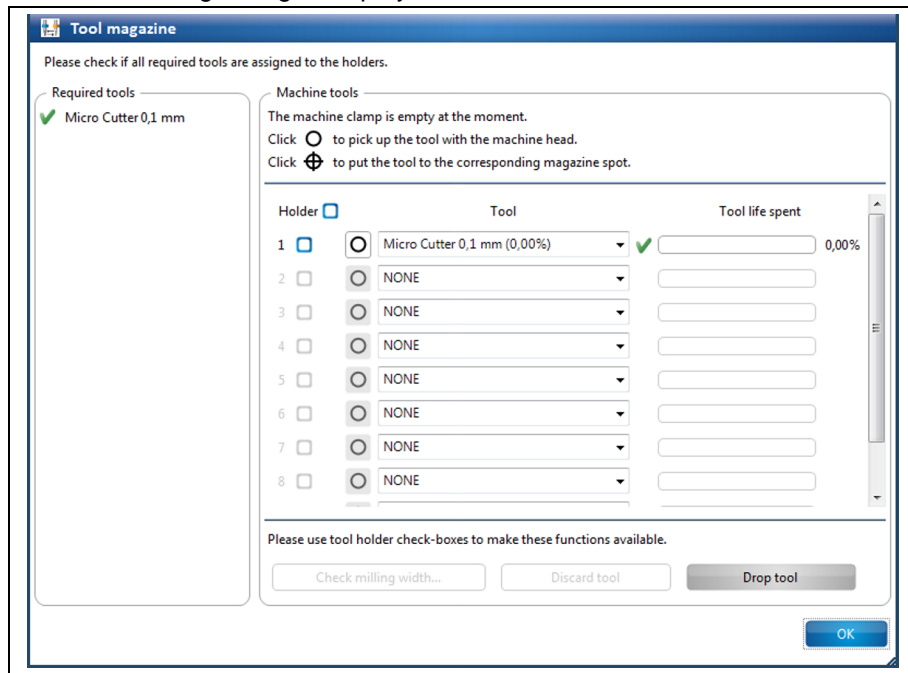 Tool magazine
Please check if all required tools are assigned to the holders.
Required tools
Micro Cutter 0,1 mm
Machine tools
The machine clamp is empty at the moment.
Click to pick up the tool with the machine head.
Click to put the tool to the corresponding magazine spot.
Holder Tool Tool life spent
1 Micro Cutter 0,1 mm (0,00%) 0,00%
2 NONE
3 NONE
4 NONE
5 NONE
6 NONE
7 NONE
8 NONE
Please use tool holder check-boxes to make these functions available.
Check milling width... Discard tool Drop tool
OK